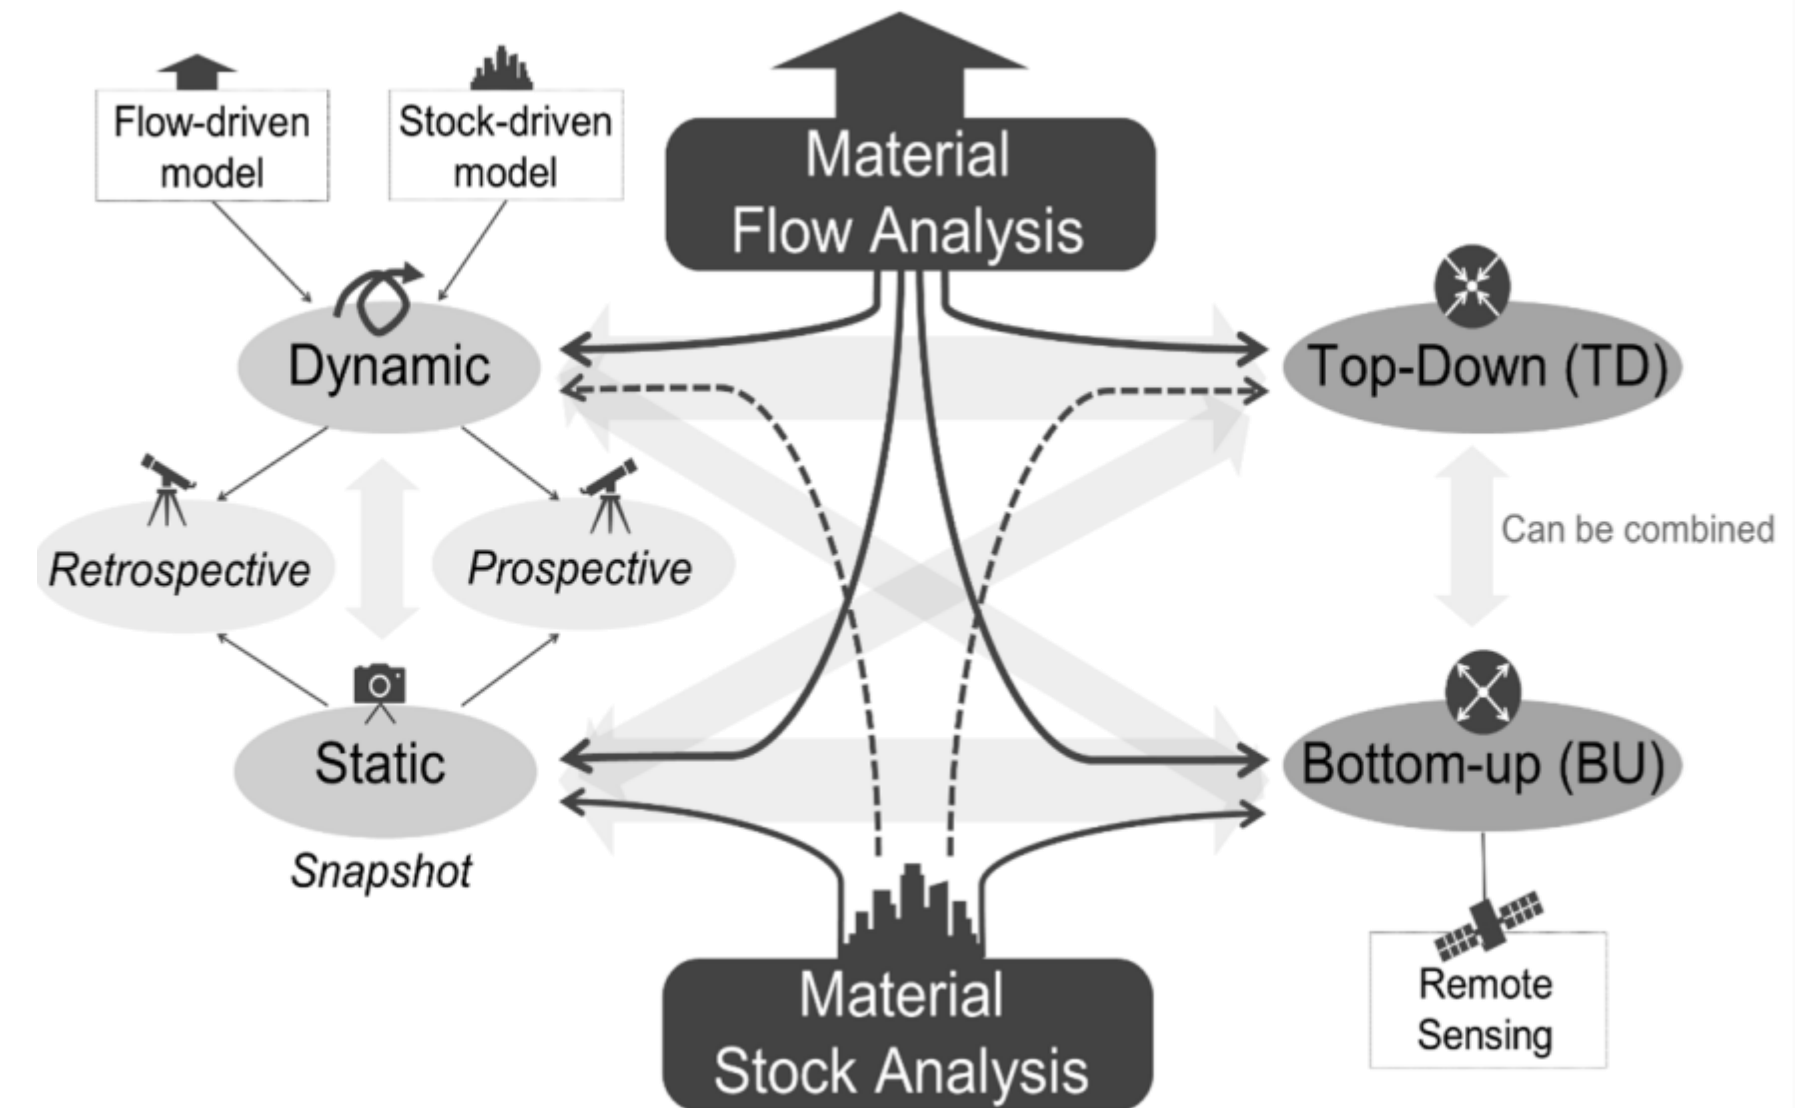 Flow-driven
model
Stock-driven
model
Material
Flow Analysis
Dynamic
Top-Down (TD)
Retrospective
Prospective
Can be combined
Static
Bottom-up (BU)
Snapshot
Material
Stock Analysis
Remote
Sensing